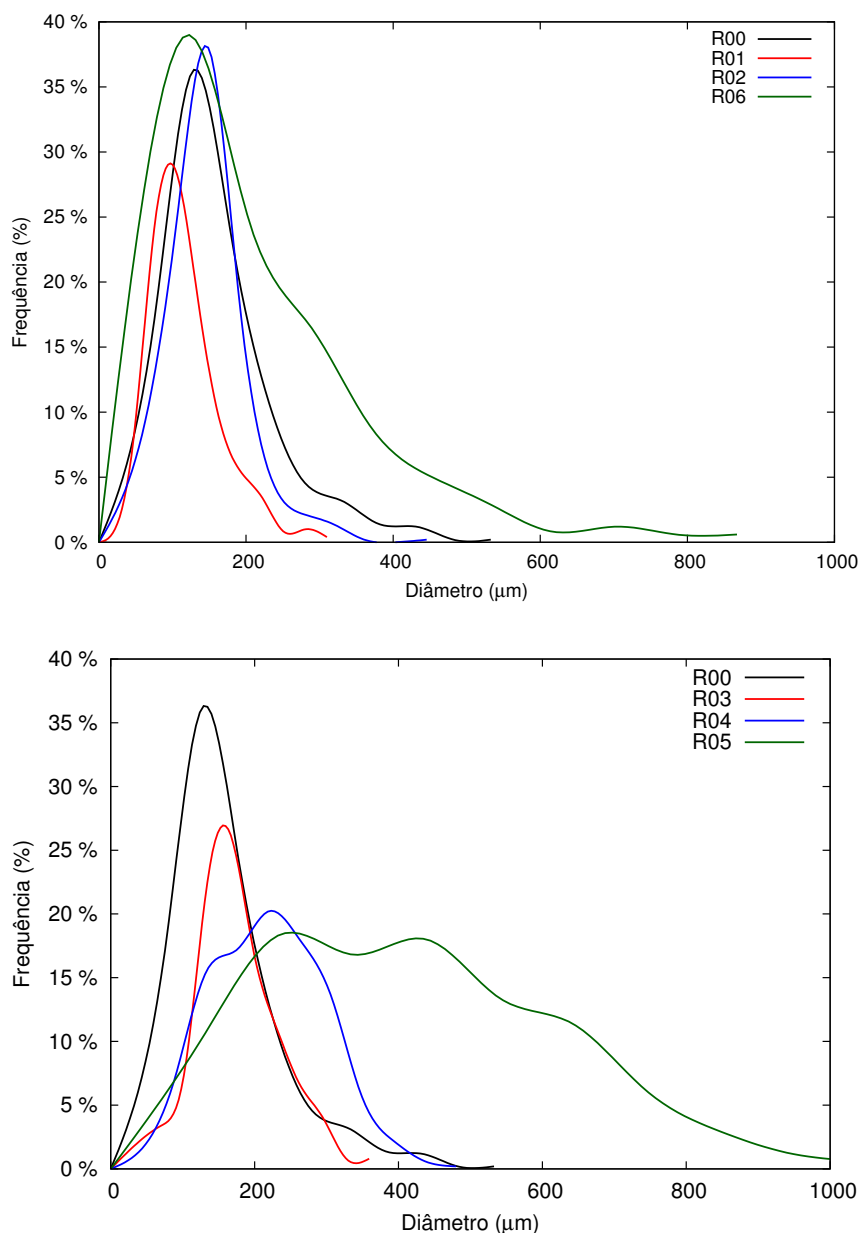 40 %
35 %
30 %
25 %
20 %
15 %
10 %
5 %
0 %
Frequência (%)
R00
R01
R02
R06
0 200 400 600 800 1000
Diâmetro (μm)
40 %
35 %
30 %
25 %
20 %
15 %
10 %
5 %
0 %
Frequência (%)
R00
R03
R04
R05
0 200 400 600 800 1000
Diâmetro (μm)